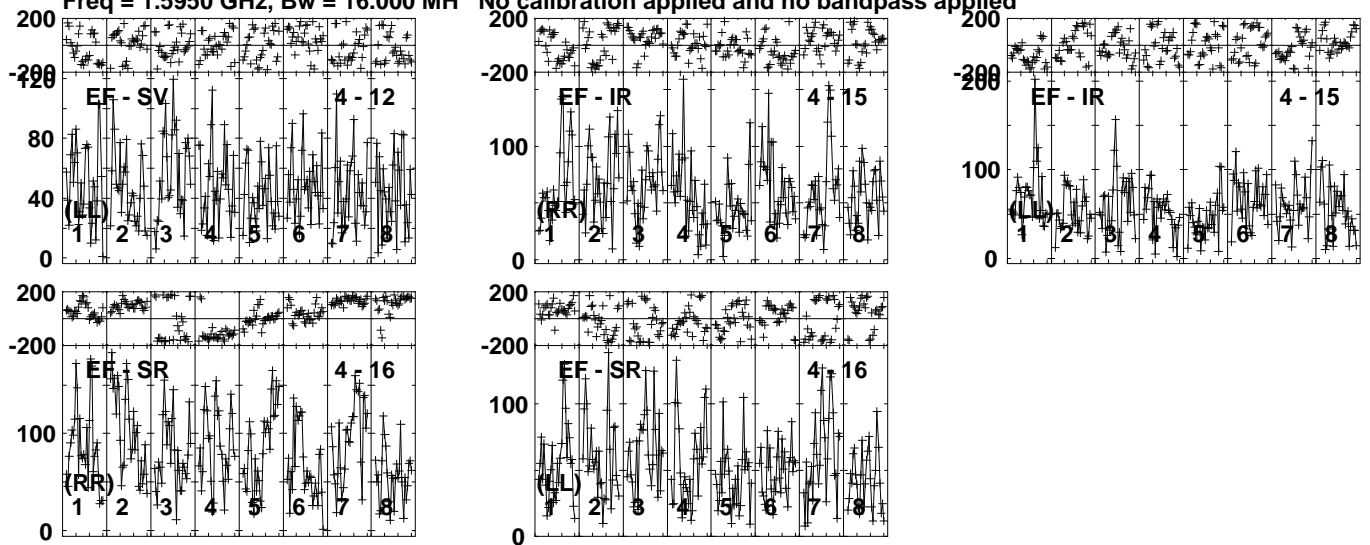 Freq = 1.5950 GHz, Bw = 16.000 MH No calibration applied and no bandpass applied
200
-200
120
80
40
0
EF - SV 4 - 12
(LL)
1 2 3 4 5 6 7 8
200
-200
100
0
EF - IR 4 - 15
(RR)
1 2 3 4 5 6 7 8
200
-200
200
100
0
EF - IR 4 - 15
(LL)
1 2 3 4 5 6 7 8
200
-200
100
0
EF - SR 4 - 16
(RR)
1 2 3 4 5 6 7 8
200
-200
100
0
EF - SR 4 - 16
(LL)
1 2 3 4 5 6 7 8